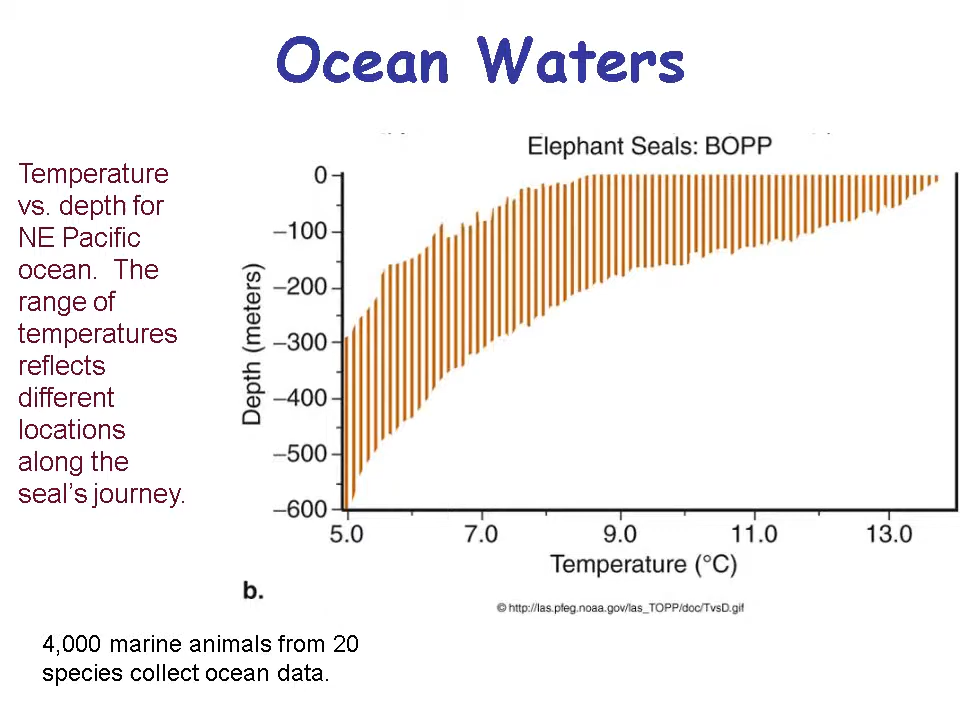 Ocean Waters
Temperature
vs. depth for
NE Pacific
ocean.  The
range of
temperatures
reflects
different
locations
along the
seal's journey.
Elephant Seals: BOPP
Depth (meters)
0
–100
–200
–300
–400
–500
–600
5.0 7.0 9.0 11.0 13.0
Temperature (°C)
b.
© http://las.pfeg.noaa.gov/las_TOPP/doc/TvsD.gif
4,000 marine animals from 20
species collect ocean data.